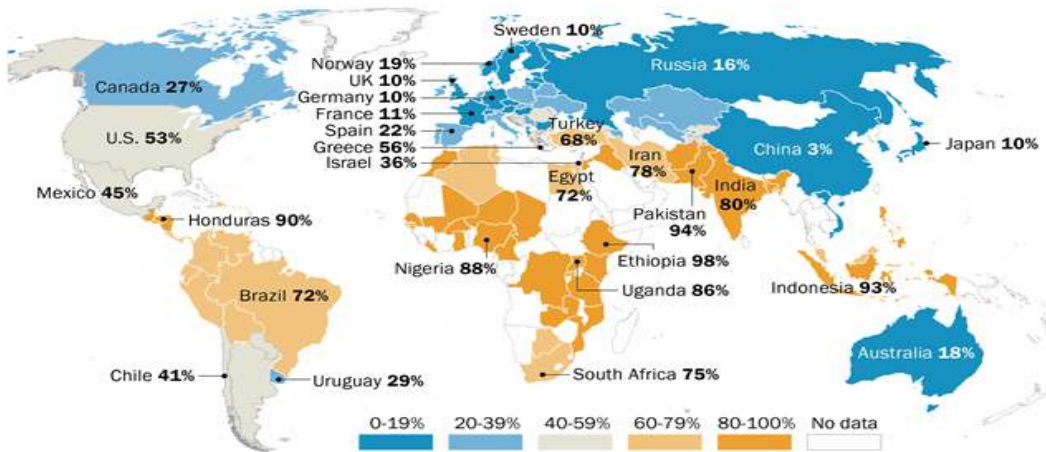 Sweden 10%
Norway 19%
UK 10%
Germany 10%
France 11%
Spain 22%
Greece 56%
Israel 36%
Canada 27%
U.S. 53%
Mexico 45%
Honduras 90%
Brazil 72%
Chile 41%
Uruguay 29%
Russia 16%
Turkey
68%
Iran
78%
Egypt
72%
China 3%
Japan 10%
India
80%
Pakistan
94%
Nigeria 88%
Ethiopia 98%
Uganda 86%
Indonesia 93%
South Africa 75%
Australia 18%
0-19% 20-39% 40-59% 60-79% 80-100% No data